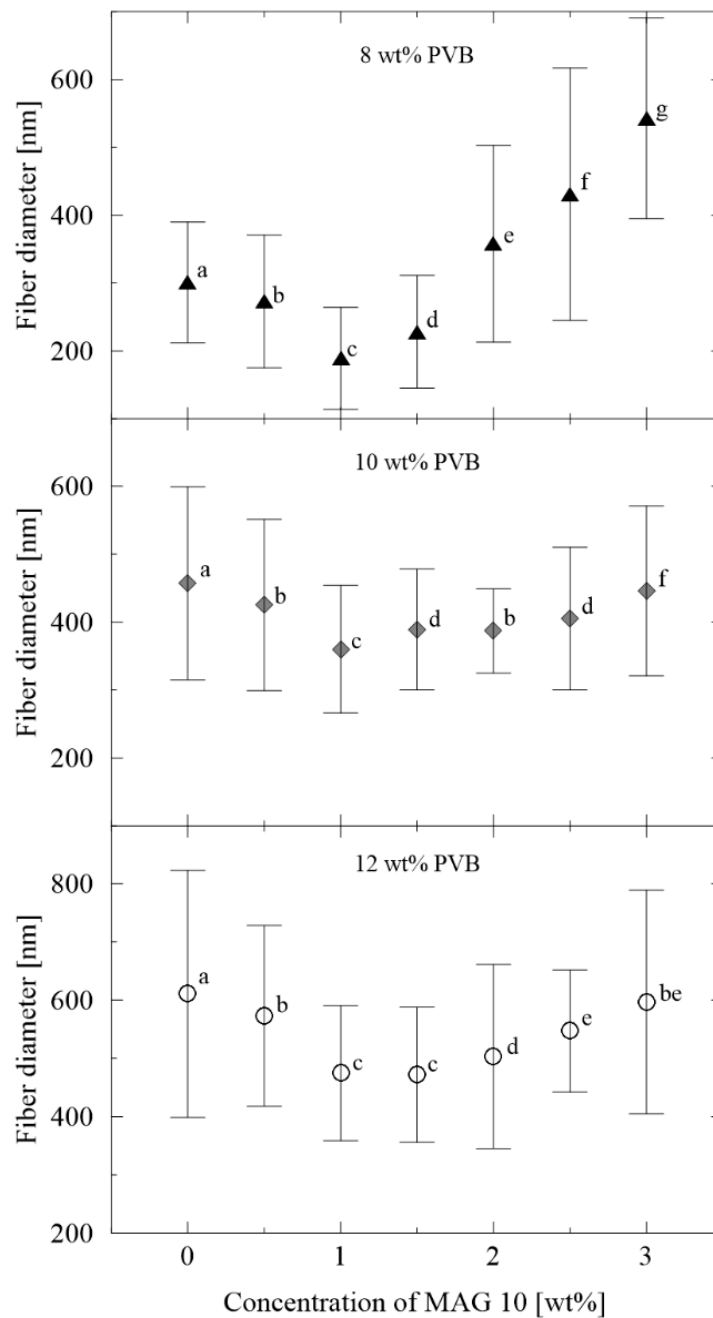 8 wt% PVB
Fiber diameter [nm]
600
400
200
a
b
c
d
e
f
g
10 wt% PVB
Fiber diameter [nm]
600
400
200
a
b
c
d
b
d
f
12 wt% PVB
Fiber diameter [nm]
800
600
400
200
a
b
c
c
d
e
be
0 1 2 3
Concentration of MAG 10 [wt%]